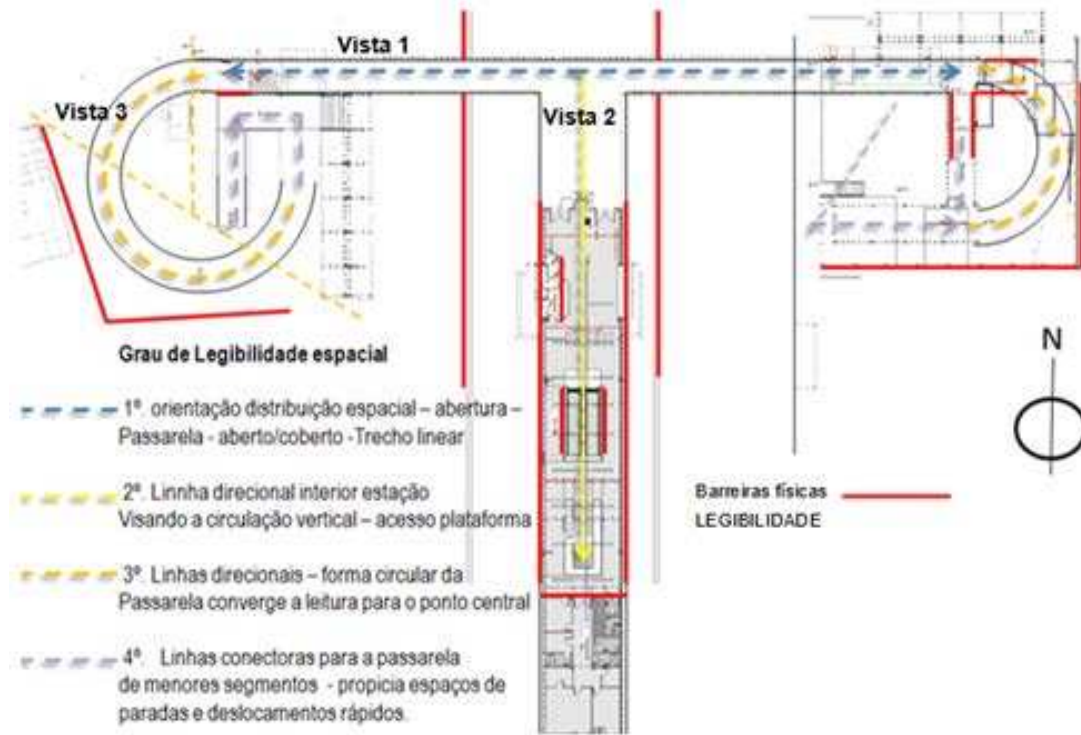 Vista 1
Vista 3
Vista 2
Grau de Legibilidade espacial
1º. orientação distribuição espacial – abertura –
Passarela - aberto/coberto -Trecho linear
2º. Linnha direcional interior estação
Visando a circulação vertical – acesso plataforma
3º. Linhas direcionais – forma circular da
Passarela converge a leitura para o ponto central
4º. Linhas conectoras para a passarela
de menores segmentos - propicia espaços de
paradas e deslocamentos rápidos.
N
Barreiras físicas
LEGIBILIDADE